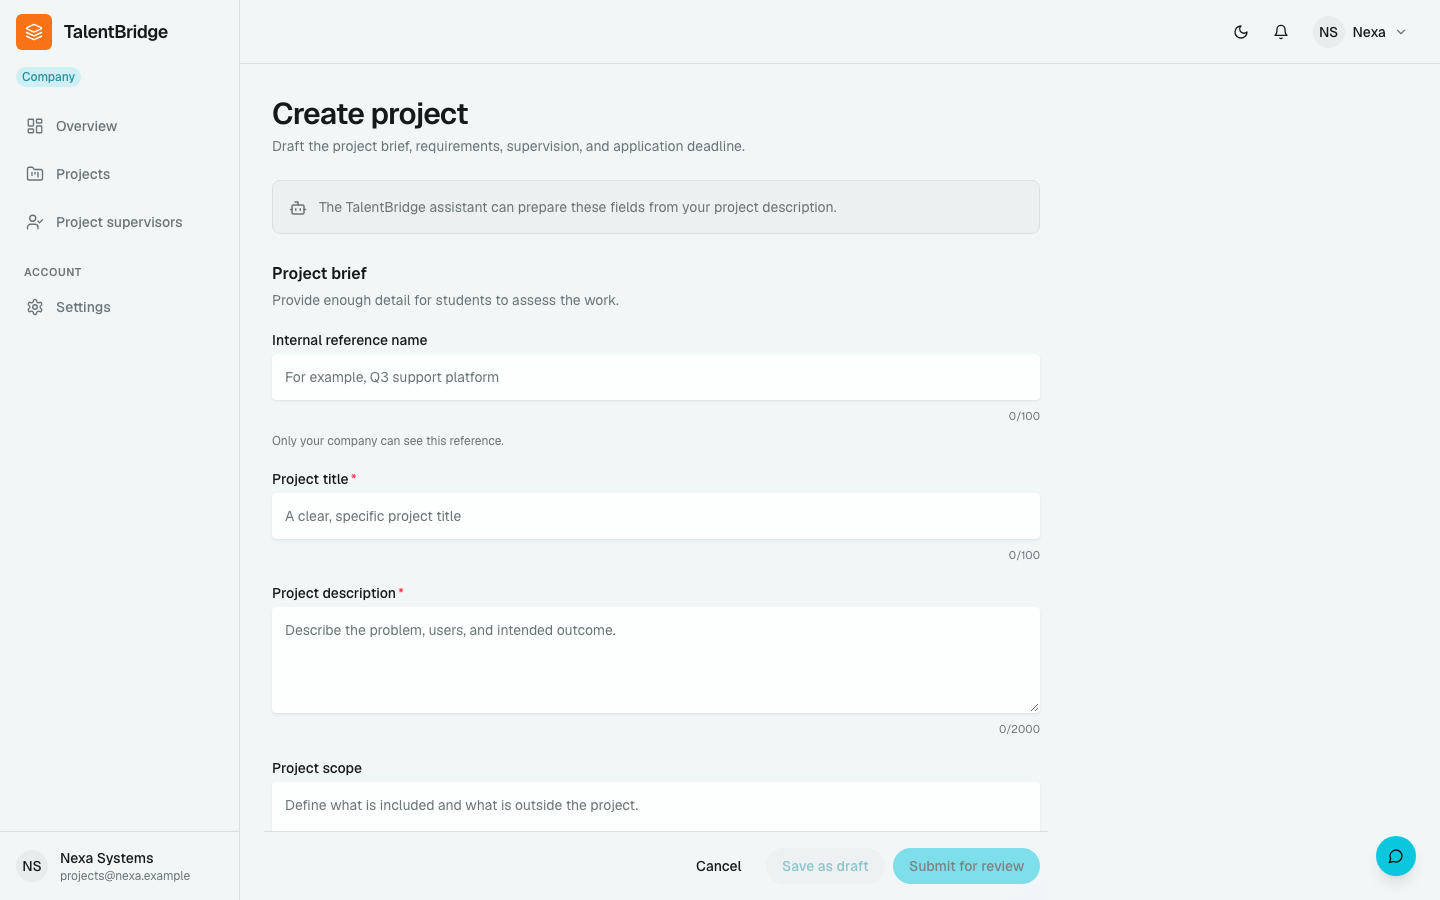 TalentBridge
Company
Overview
Projects
Project supervisors
ACCOUNT
Settings
NS
Nexa Systems
projects@nexa.example
NS Nexa
Create project
Draft the project brief, requirements, supervision, and application deadline.
The TalentBridge assistant can prepare these fields from your project description.
Project brief
Provide enough detail for students to assess the work.
Internal reference name
For example, Q3 support platform
0/100
Only your company can see this reference.
Project title *
A clear, specific project title
0/100
Project description *
Describe the problem, users, and intended outcome.
0/2000
Project scope
Define what is included and what is outside the project.
Cancel Save as draft Submit for review